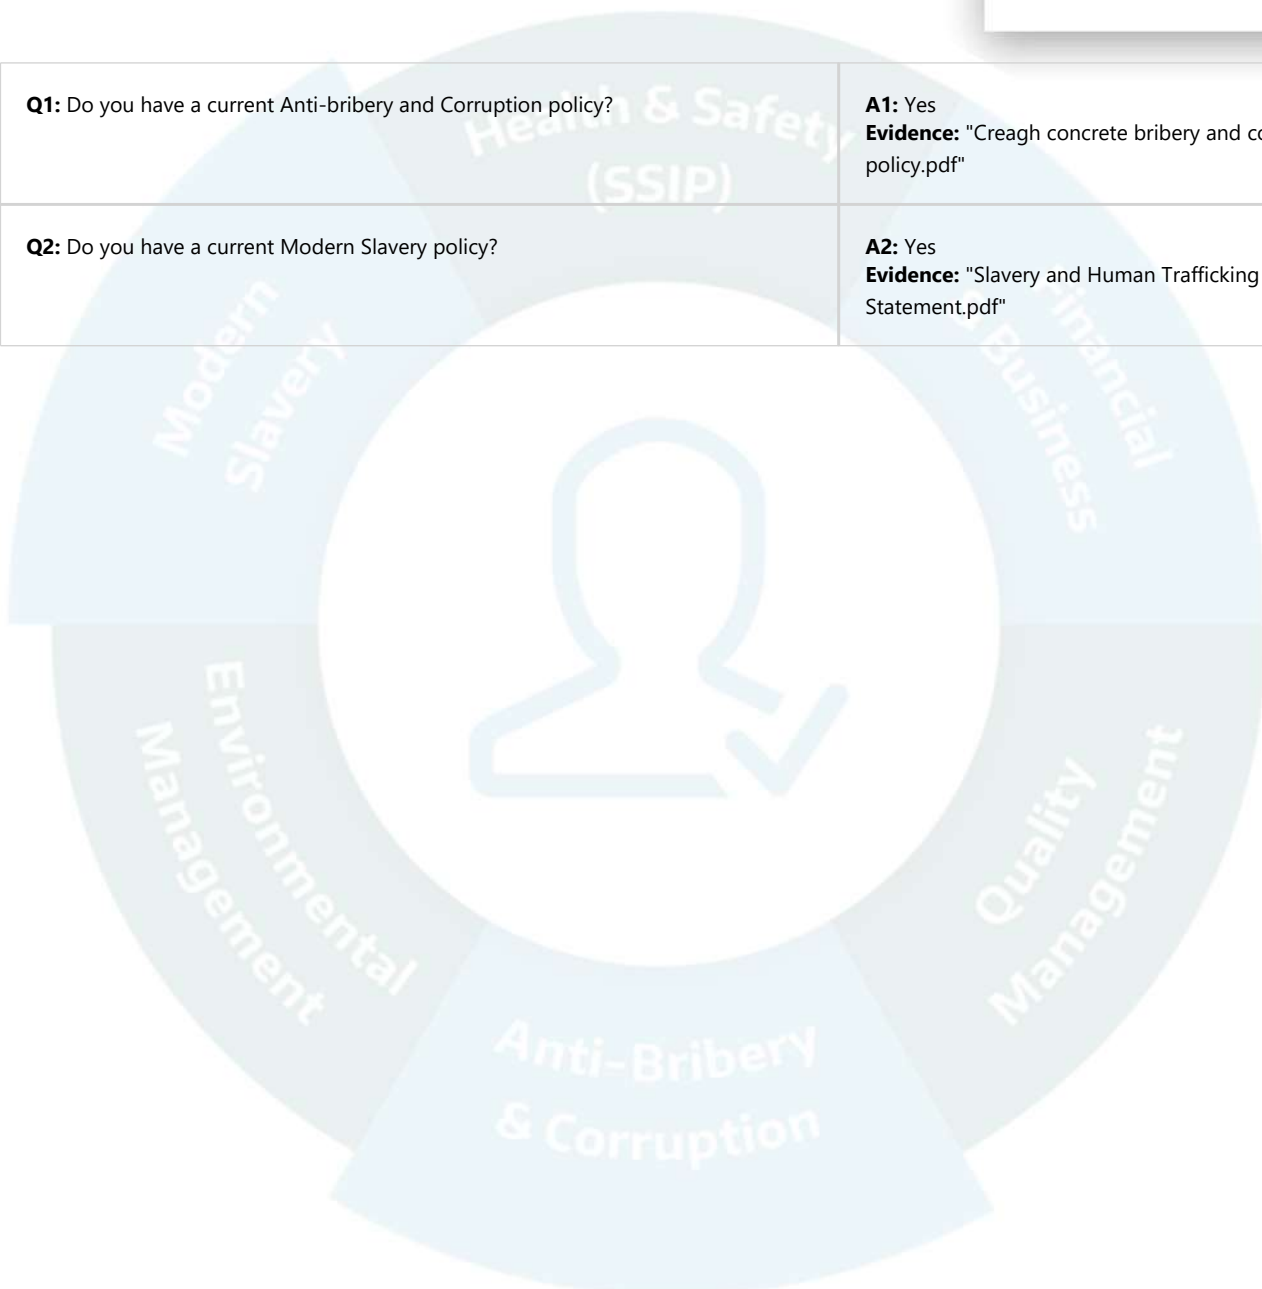 Q1: Do you have a current Anti-bribery and Corruption policy?
A1: Yes
Evidence: "Creagh concrete bribery and
policy.pdf"
Q2: Do you have a current Modern Slavery policy?
A2: Yes
Evidence: "Slavery and Human Trafficking
Statement.pdf"
Health & Safety
(SSIP)
Modern
Slavery
Financial
& Business
Environmental
Management
Quality
Management
Anti-Bribery
& Corruption